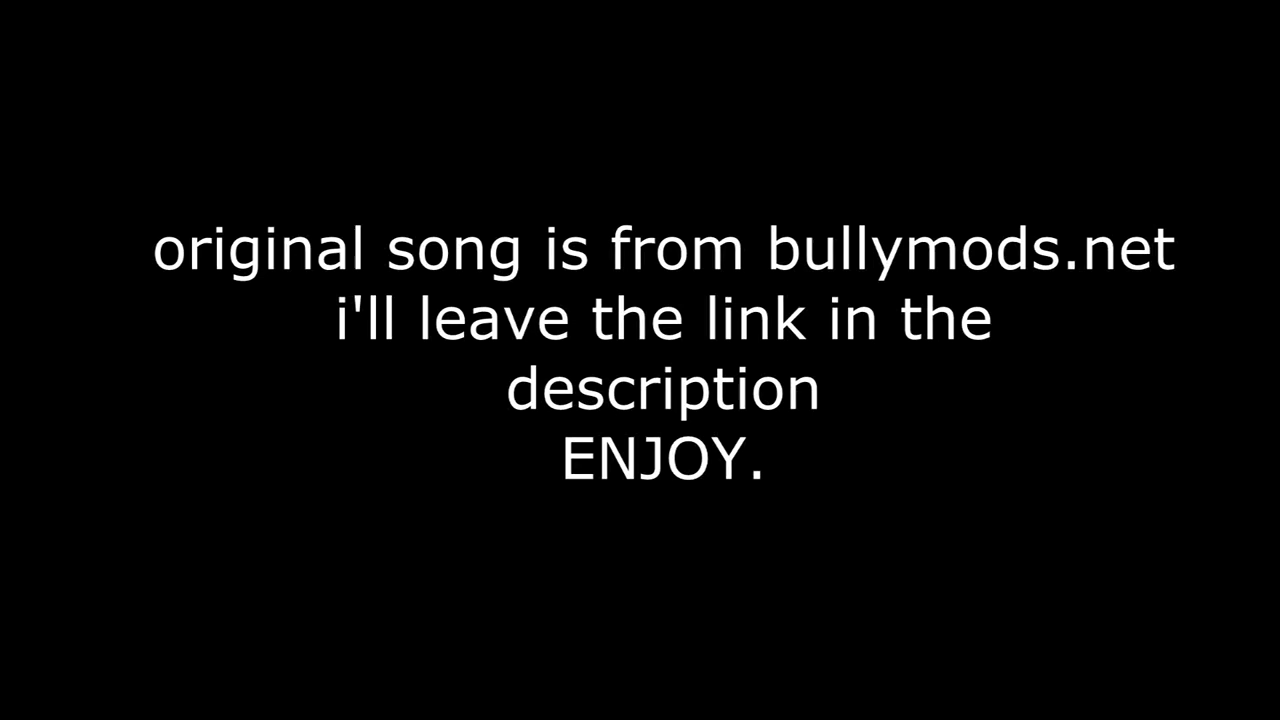 original song is from bullymods.net
i'll leave the link in the
description
ENJOY.